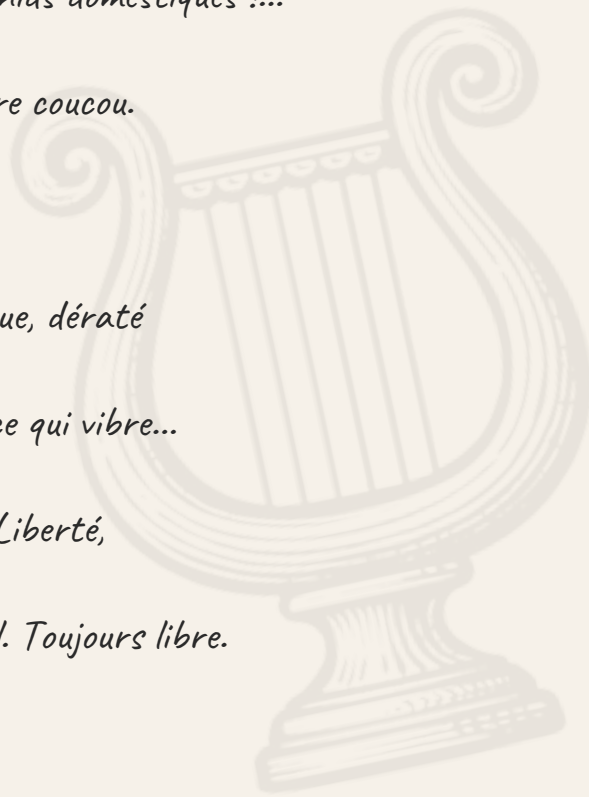 domestiques !...
re coucou.
ue, dératé
ce qui vibre...
Liberté,
l. Toujours libre.